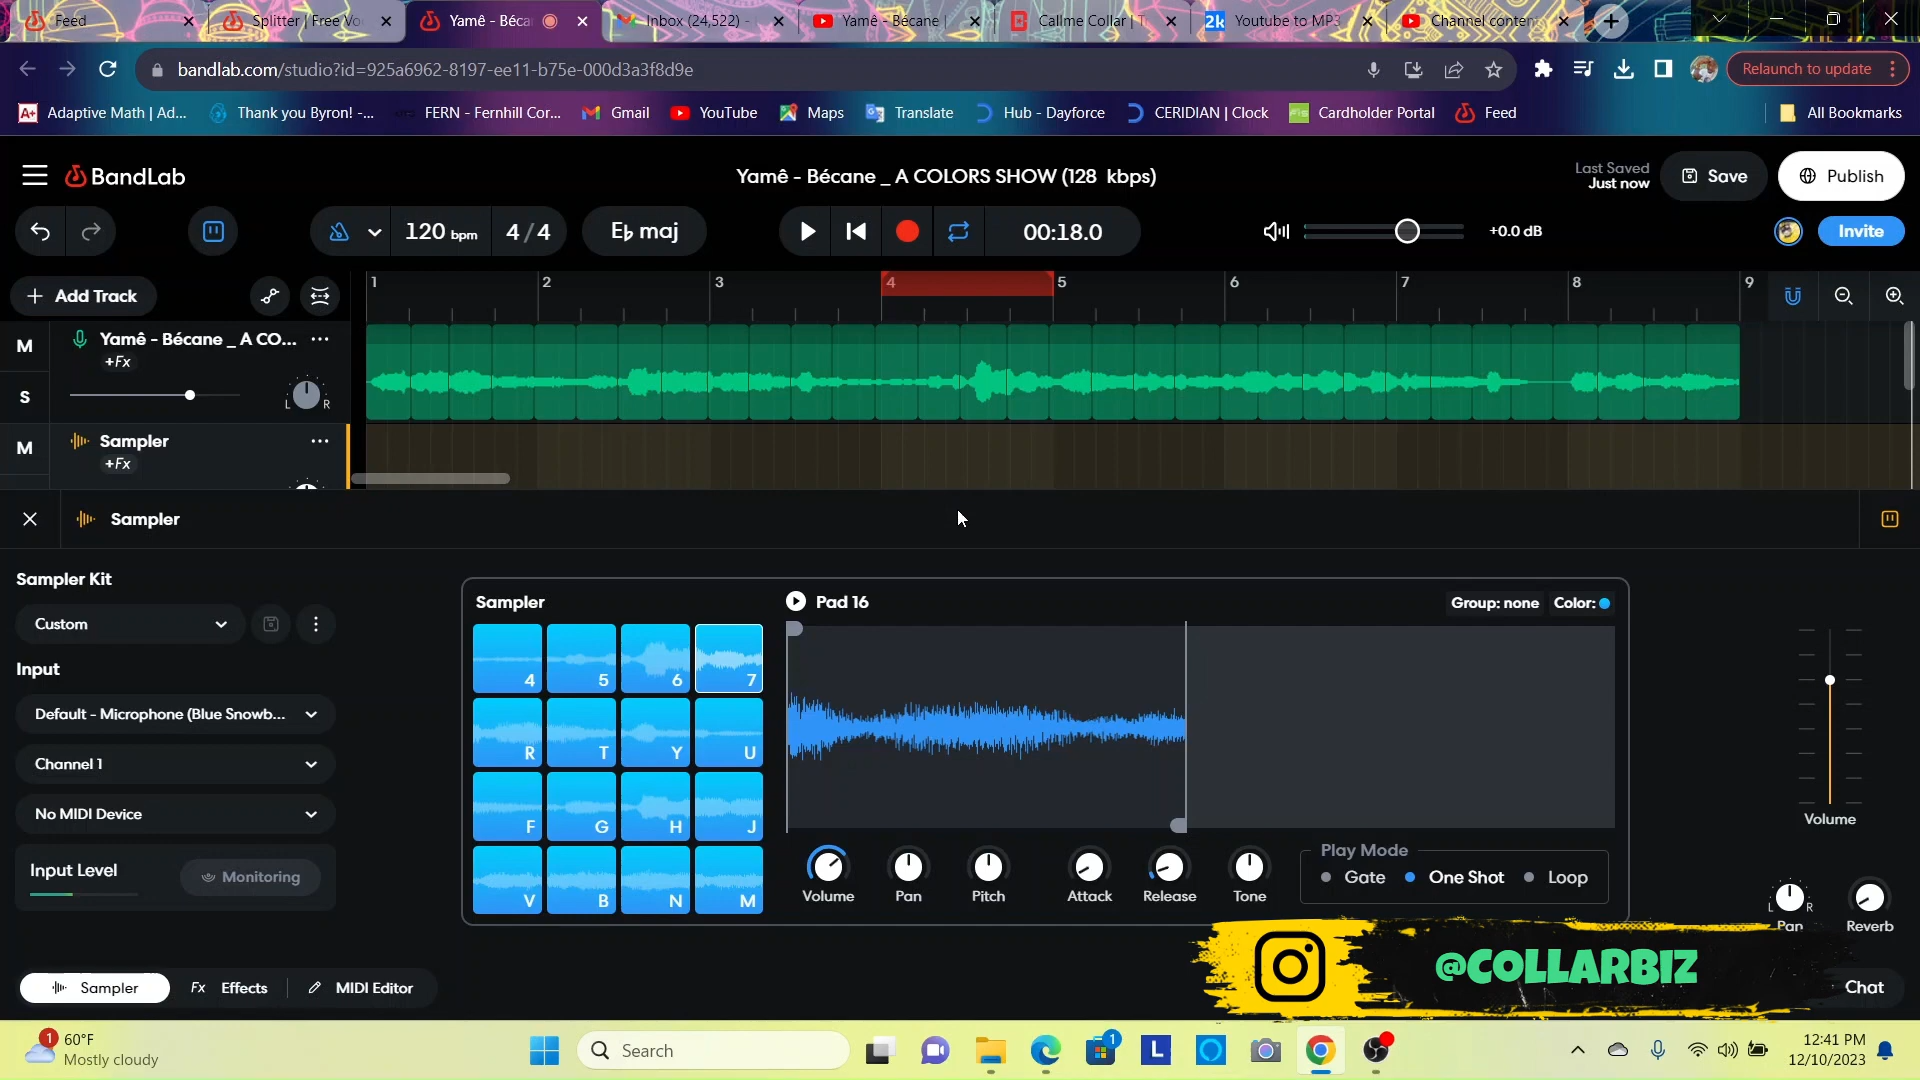 Feed
Splitter | Free Vo
Yamê - Béca
Inbox (24,522) -
Yamê - Bécane |
Callme Collar | T
2k Youtube to MP3
Channel content
bandlab.com/studio?id=925a6962-8197-ee11-b75e-000d3a3f8d9e
Relaunch to update
A+ Adaptive Math | Ad...
Thank you Byron! -...
FERN - Fernhill Cor...
Gmail
YouTube
Maps
Translate
Hub - Dayforce
CERIDIAN | Clock
Cardholder Portal
Feed
All Bookmarks
BandLab
Yamê - Bécane _ A COLORS SHOW (128 kbps)
Last Saved
Just now
Save
Publish
120 bpm
4 / 4
E♭ maj
00:18.0
+0.0 dB
Invite
Add Track
1 2 3 4 5 6 7 8 9
M
Yamê - Bécane _ A CO...
+Fx
S
L R
M
Sampler
+Fx
Sampler
Sampler Kit
Custom
Input
Default - Microphone (Blue Snowb...
Channel 1
No MIDI Device
Input Level
Monitoring
Sampler
Pad 16
Group: none
Color:
4 5 6 7
R T Y U
F G H J
V B N M
Volume
Pan
Pitch
Attack
Release
Tone
Play Mode
Gate
One Shot
Loop
Volume
L R
Pan
Reverb
@COLLARBIZ
Sampler
Fx Effects
MIDI Editor
Chat
1
60°F
Mostly cloudy
Search
1
L
12:41 PM
12/10/2023